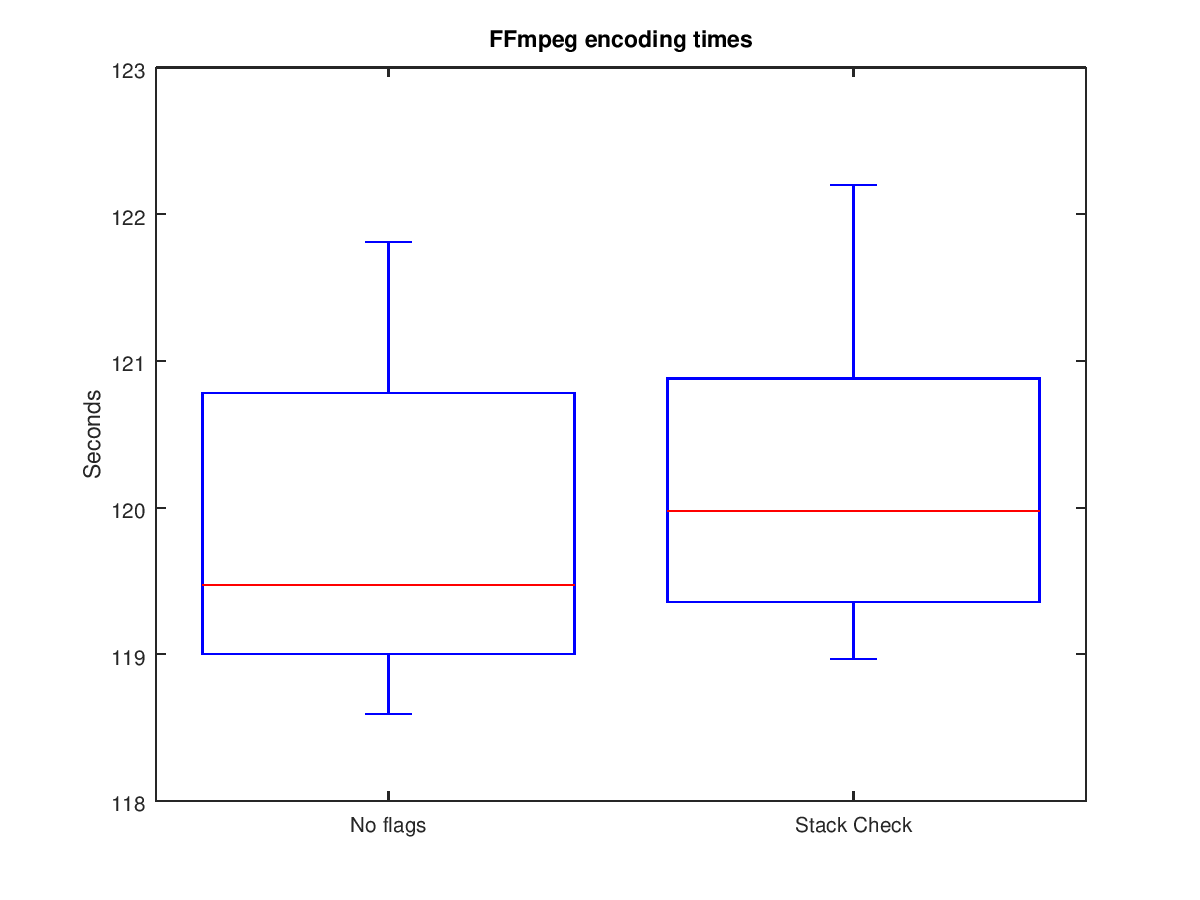 FFmpeg encoding times
123
122
121
120
119
118
Seconds
No flags
Stack Check